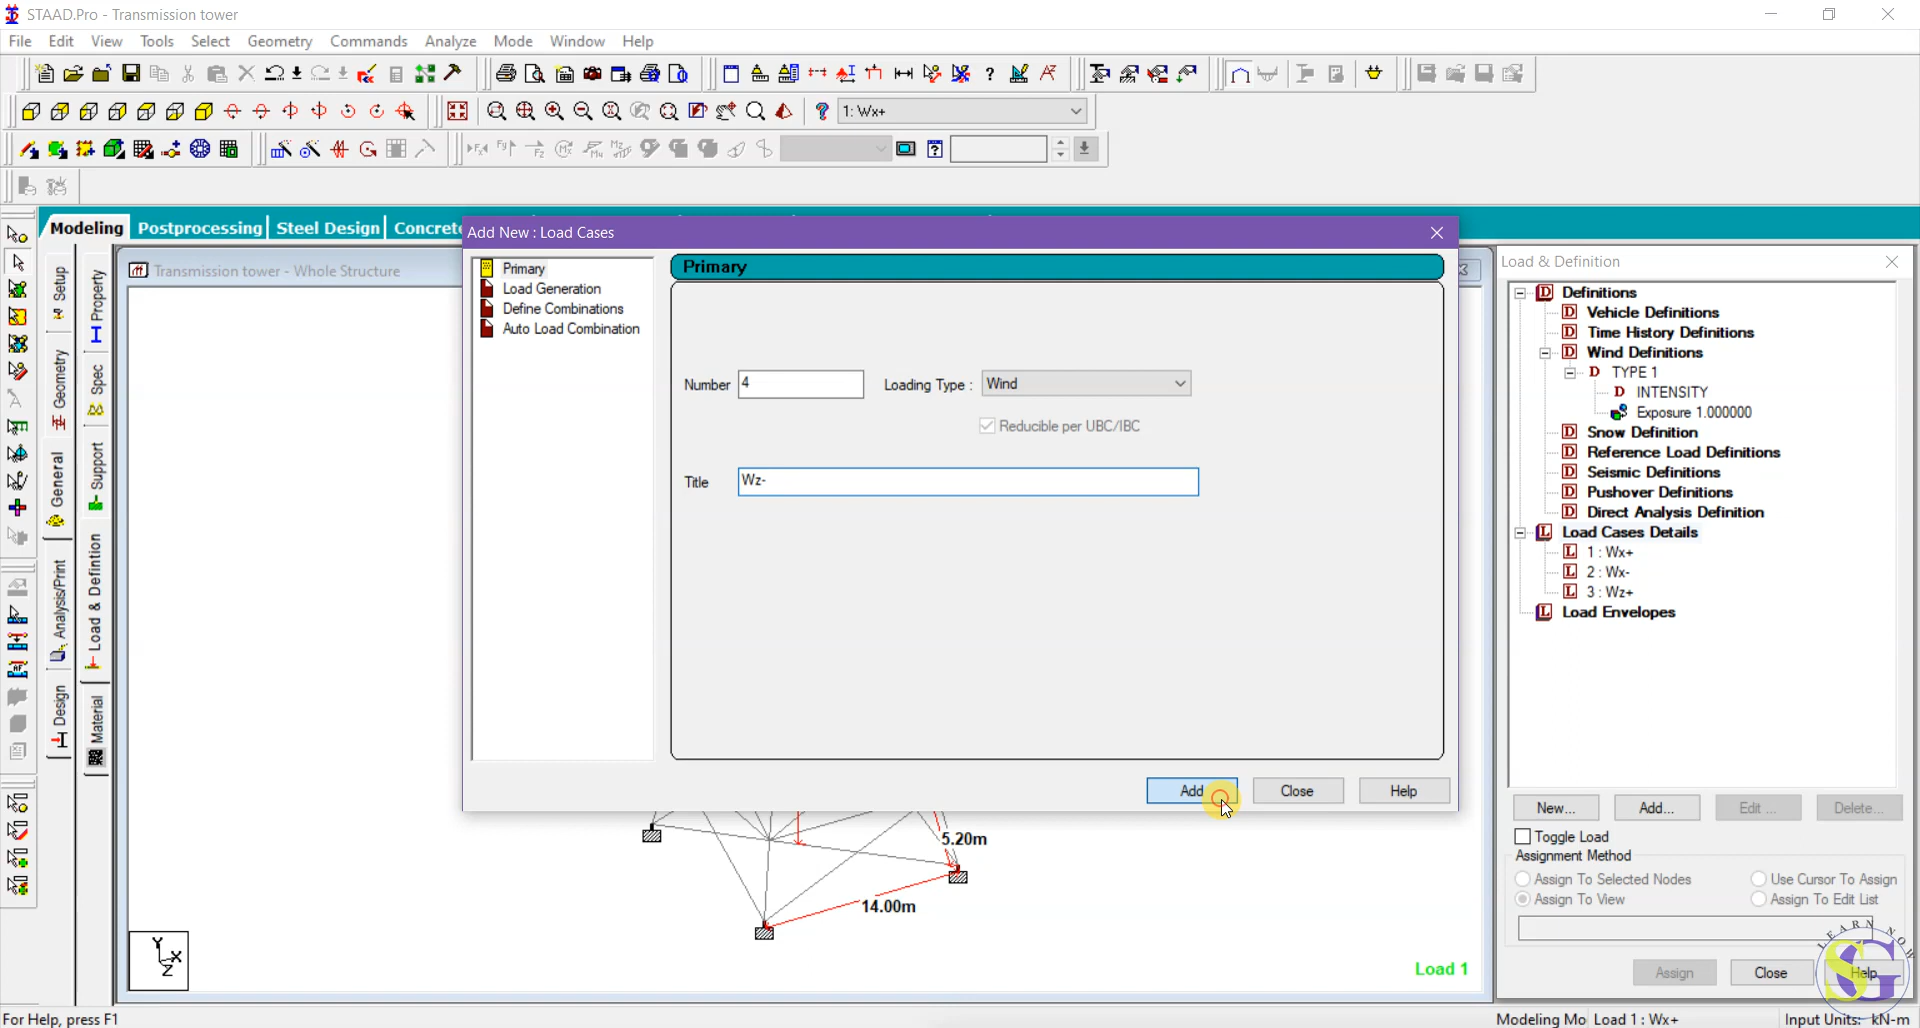 STAAD.Pro - Transmission tower
File Edit View Tools Select Geometry Commands Analyze Mode Window Help
1: Wx+
Modeling Postprocessing Steel Design Concrete
Add New : Load Cases
Transmission tower - Whole Structure
Load & Definition
Setup
Geometry
General
Analysis/Print
Design
Property
Spec
Support
Load & Definition
Material
Primary
Load Generation
Define Combinations
Auto Load Combination
Primary
Number 4 Loading Type : Wind
Reducible per UBC/IBC
Title Wz-
Add Close Help
Definitions
Vehicle Definitions
Time History Definitions
Wind Definitions
TYPE 1
INTENSITY
Exposure 1.000000
Snow Definition
Reference Load Definitions
Seismic Definitions
Pushover Definitions
Direct Analysis Definition
Load Cases Details
1 : Wx+
2 : Wx-
3 : Wz+
Load Envelopes
New... Add... Edit ... Delete...
Toggle Load
Assignment Method
Assign To Selected Nodes Use Cursor To Assign
Assign To View Assign To Edit List
Assign Close Help
LEARN NOW
SG
5.20m
14.00m
Y
X
Z
Load 1
For Help, press F1 Modeling Mo Load 1 : Wx+ Input Units: kN-m